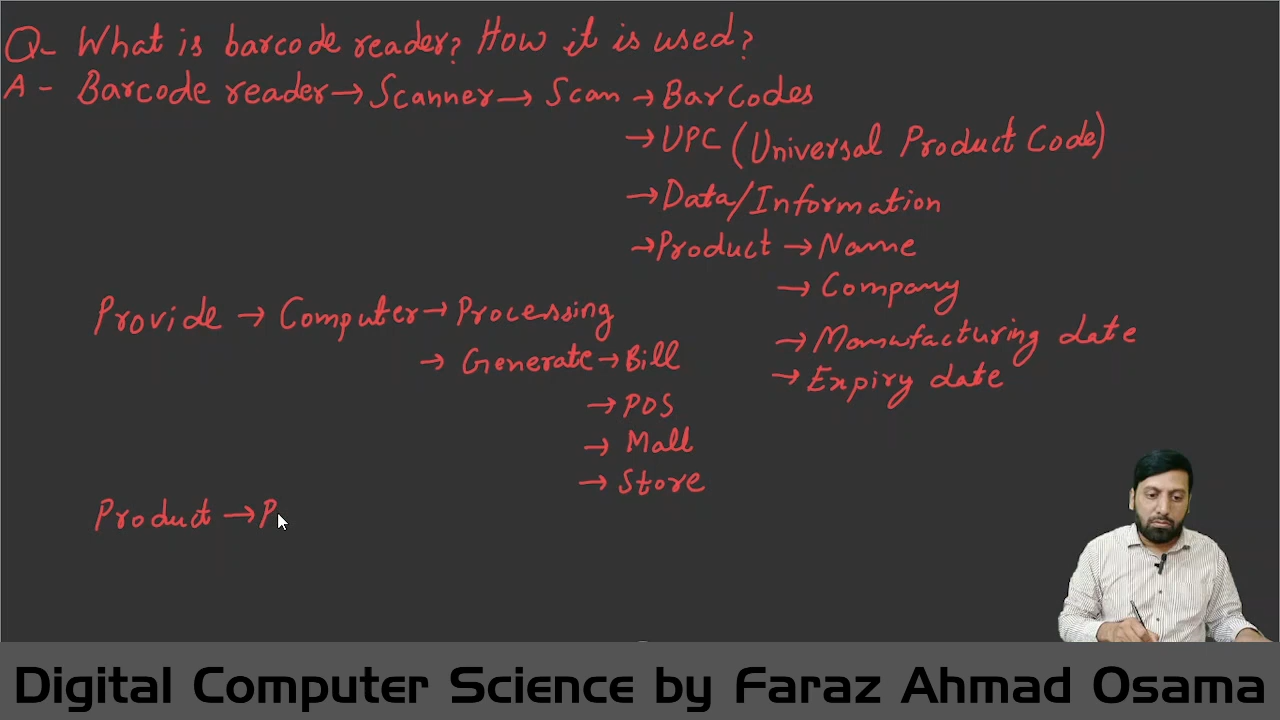 Q- What is barcode reader? How it is used?
A- Barcode reader → Scanner → Scan → BarCodes
→ UPC (Universal Product Code)
→ Data/Information
→ Product → Name
→ Company
→ Manufacturing date
→ Expiry date
Provide → Computer → Processing
→ Generate → Bill
→ POS
→ Mall
→ Store
Product → P
Digital Computer Science by Faraz Ahmad Osama